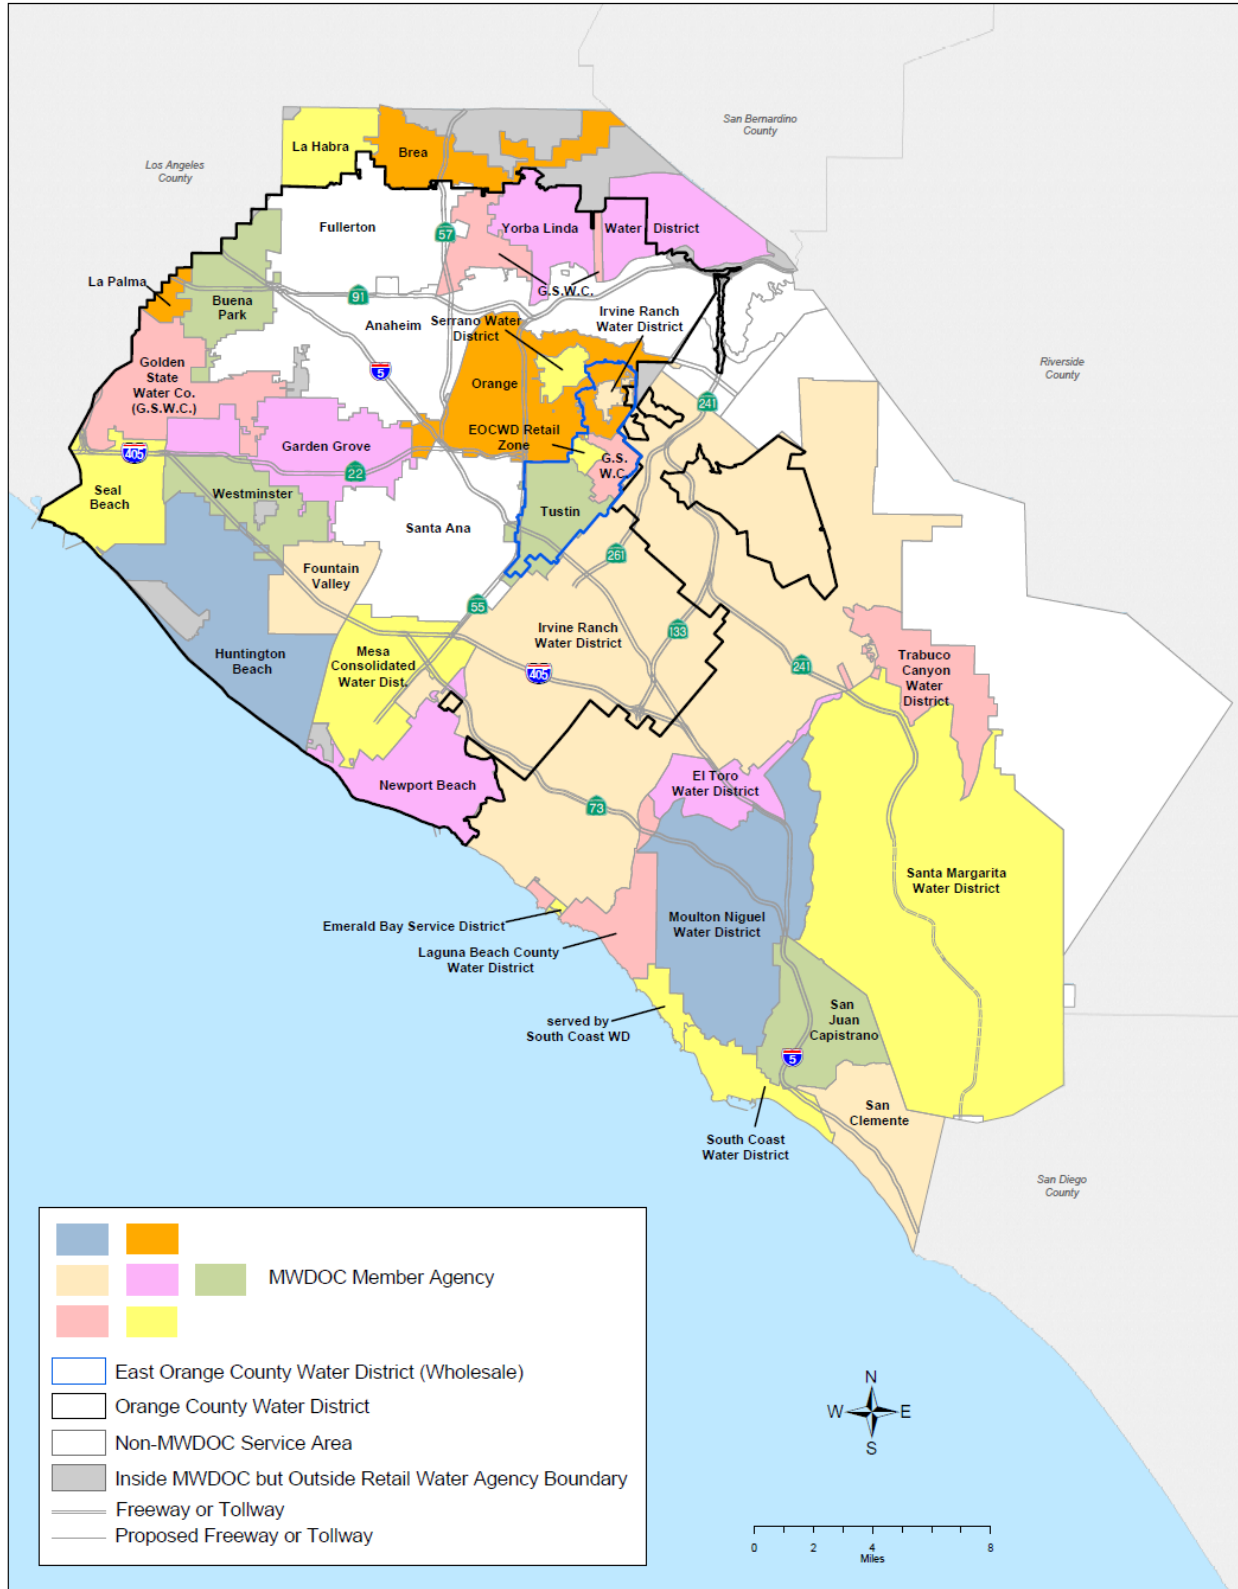 San Bernardino
County
Los Angeles
County
La Habra
Brea
Fullerton
57
Yorba Linda
Water
District
La Palma
91
G.S.W.C.
Buena
Park
Anaheim
Serrano Water
District
Irvine Ranch
Water District
Riverside
County
Golden
State
Water Co.
(G.S.W.C.)
5
Orange
241
EOCWD Retail
Zone
405
Garden Grove
22
G.S.
W.C.
Seal
Beach
Westminster
Santa Ana
Tustin
261
Fountain
Valley
55
Irvine Ranch
Water District
133
Huntington
Beach
Mesa
Consolidated
Water Dist.
405
241
Trabuco
Canyon
Water
District
Newport Beach
El Toro
Water District
73
Santa Margarita
Water District
Emerald Bay Service District
Moulton Niguel
Water District
Laguna Beach County
Water District
San
Juan
Capistrano
served by
South Coast WD
5
San
Clemente
South Coast
Water District
San Diego
County
MWDOC Member Agency
East Orange County Water District (Wholesale)
Orange County Water District
Non-MWDOC Service Area
Inside MWDOC but Outside Retail Water Agency Boundary
Freeway or Tollway
Proposed Freeway or Tollway
N
W
E
S
0
2
4
8
Miles